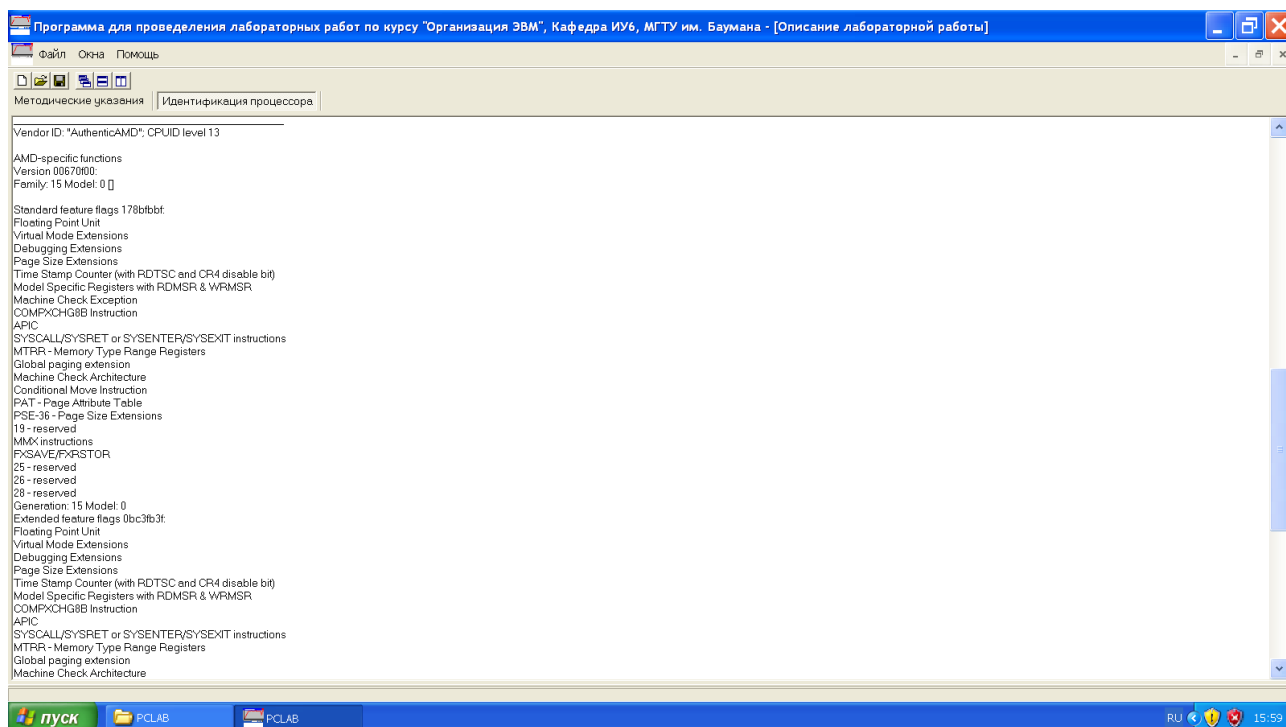 Программа для проведеления лабораторных работ по курсу "Организация ЭВМ", Кафедра ИУ6, МГТУ им. Баумана - [Описание лабораторной работы]
Файл Окна Помощь
Методические указания Идентификация процессора
Vendor ID: "AuthenticAMD"; CPUID level 13
AMD-specific functions
Version 00670f00:
Family: 15 Model: 0 []
Standard feature flags 178bfbbf:
Floating Point Unit
Virtual Mode Extensions
Debugging Extensions
Page Size Extensions
Time Stamp Counter (with RDTSC and CR4 disable bit)
Model Specific Registers with RDMSR & WRMSR
Machine Check Exception
COMPXCHG8B Instruction
APIC
SYSCALL/SYSRET or SYSENTER/SYSEXIT instructions
MTRR - Memory Type Range Registers
Global paging extension
Machine Check Architecture
Conditional Move Instruction
PAT - Page Attribute Table
PSE-36 - Page Size Extensions
19 - reserved
MMX instructions
FXSAVE/FXRSTOR
25 - reserved
26 - reserved
28 - reserved
Generation: 15 Model: 0
Extended feature flags 0bc3fb3f:
Floating Point Unit
Virtual Mode Extensions
Debugging Extensions
Page Size Extensions
Time Stamp Counter (with RDTSC and CR4 disable bit)
Model Specific Registers with RDMSR & WRMSR
COMPXCHG8B Instruction
APIC
SYSCALL/SYSRET or SYSENTER/SYSEXIT instructions
MTRR - Memory Type Range Registers
Global paging extension
Machine Check Architecture
пуск PCLAB PCLAB RU 15:59